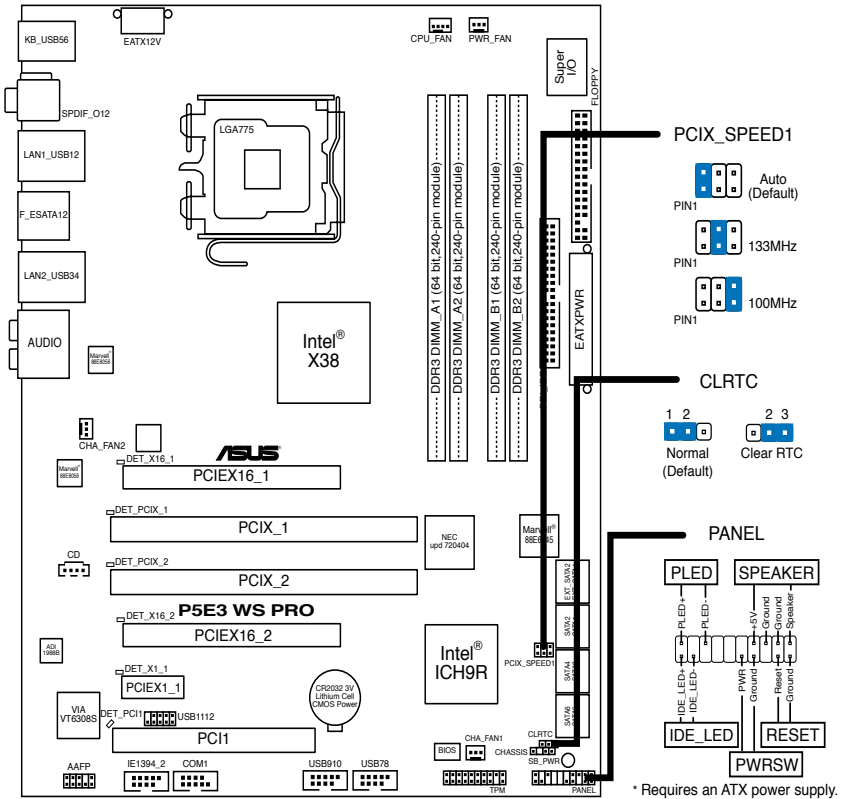 KB_USB56
EATX12V
CPU_FAN
PWR_FAN
Super
I/O
FLOPPY
SPDIF_O12
LGA775
LAN1_USB12
F_ESATA12
LAN2_USB34
AUDIO
Marvell®
88E8056
Intel®
X38
DDR3 DIMM_A1 (64 bit,240-pin module)
DDR3 DIMM_A2 (64 bit,240-pin module)
DDR3 DIMM_B1 (64 bit,240-pin module)
DDR3 DIMM_B2 (64 bit,240-pin module)
EATXPWR
PCIX_SPEED1
PIN1
Auto
(Default)
PIN1
133MHz
PIN1
100MHz
CLRTC
1 2
Normal
(Default)
2 3
Clear RTC
CHA_FAN2
ASUS
DET_X16_1
PCIEX16_1
Marvell®
88E8056
DET_PCIX_1
PCIX_1
NEC
upd 720404
CD
DET_PCIX_2
PCIX_2
P5E3 WS PRO
DET_X16_2
PCIEX16_2
ADI
1988B
DET_X1_1
PCIEX1_1
Intel®
ICH9R
CR2032 3V
Lithium Cell
CMOS Power
VIA
VT6308S
DET_PCI1
USB1112
PCI1
EXT_SATA2
SATA2
SATA4
SATA6
PCIX_SPEED1
CLRTC
CHASSIS
SB_PWR
BIOS
CHA_FAN1
AAFP
IE1394_2
COM1
USB910
USB78
TPM
PANEL
PANEL
PLED
SPEAKER
PLED+
PLED-
+5V
Ground
Ground
Speaker
IDE_LED+
IDE_LED-
PWR
Ground
Reset
Ground
IDE_LED
RESET
PWRSW
* Requires an ATX power supply.